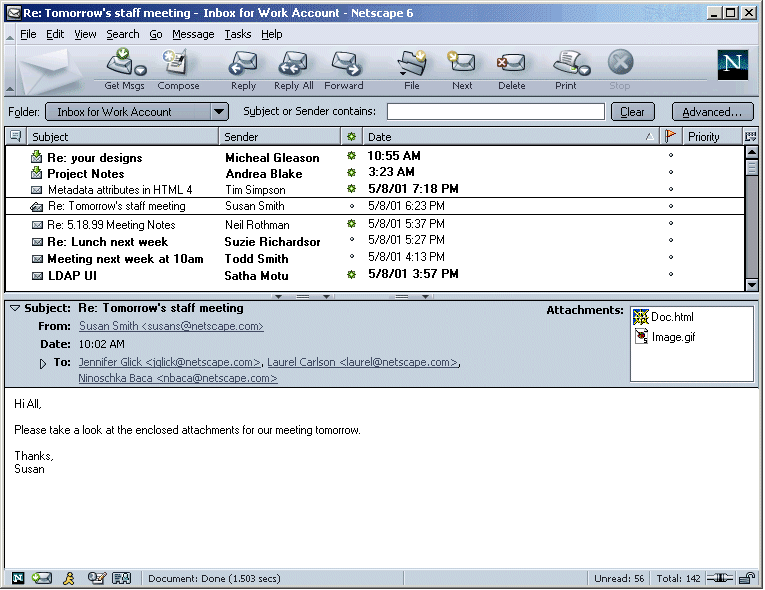 Re: Tomorrow's staff meeting - Inbox for Work Account - Netscape 6
File Edit View Search Go Message Tasks Help
Get Msgs Compose Reply Reply All Forward File Next Delete Print Stop N
Folder: Inbox for Work Account Subject or Sender contains: Clear Advanced...
Subject Sender Date Priority
Re: your designs Micheal Gleason 10:55 AM
Project Notes Andrea Blake 3:23 AM
Metadata attributes in HTML 4 Tim Simpson 5/8/01 7:18 PM
Re: Tomorrow's staff meeting Susan Smith 5/8/01 6:23 PM
Re: 5.18.99 Meeting Notes Neil Rothman 5/8/01 5:37 PM
Re: Lunch next week Suzie Richardsor 5/8/01 5:27 PM
Meeting next week at 10am Todd Smith 5/8/01 4:13 PM
LDAP UI Satha Motu 5/8/01 3:57 PM
Subject: Re: Tomorrow's staff meeting Attachments: Doc.html
From: Susan Smith <susans@netscape.com> Image.gif
Date: 10:02 AM
To: Jennifer Glick <jglick@netscape.com>, Laurel Carlson <laurel@netscape.com>,
Ninoschka Baca <nbaca@netscape.com>
Hi All,
Please take a look at the enclosed attachments for our meeting tomorrow.
Thanks,
Susan
N Document: Done (1.503 secs) Unread: 56 Total: 142